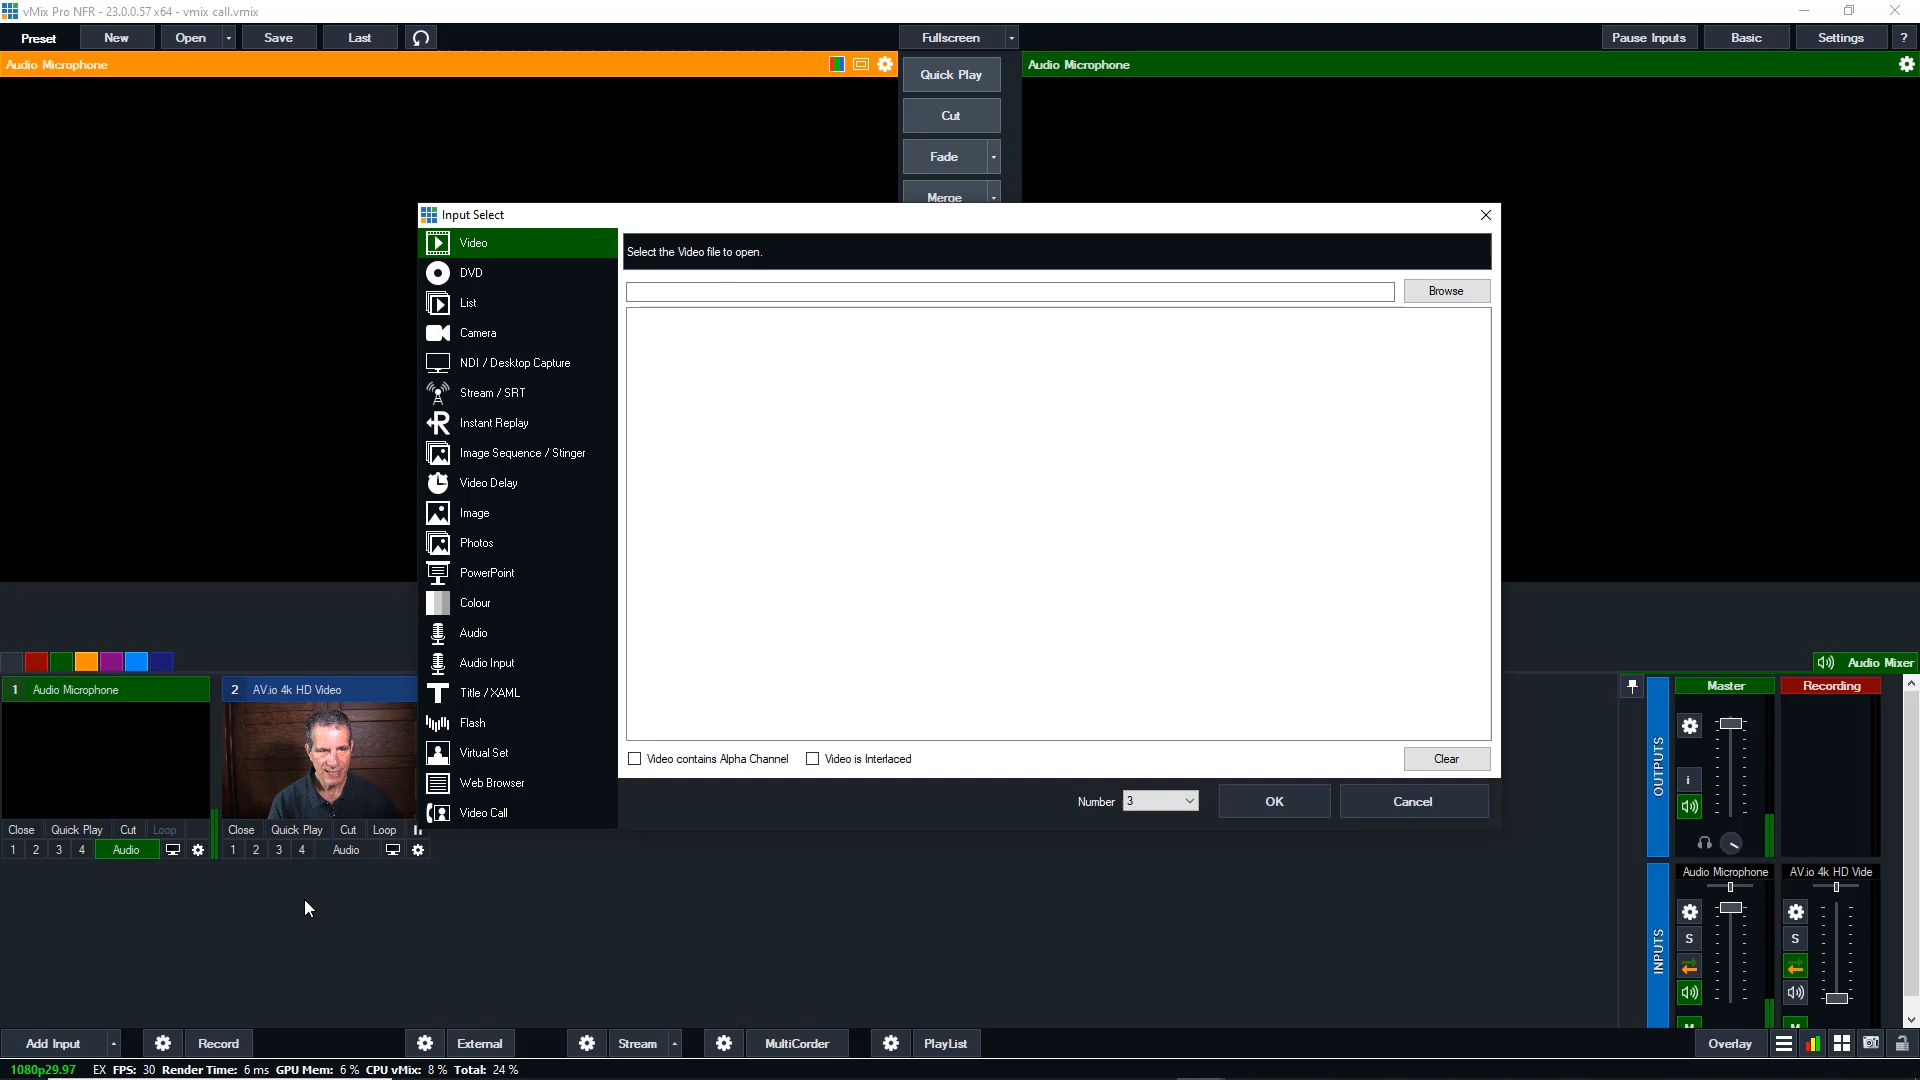 vMix Pro NFR - 23.0.0.57 x64 - vmix call.vmix
Preset New Open Save Last Fullscreen Pause Inputs Basic Settings ?
Audio Microphone
Audio Microphone
Quick Play
Cut
Fade
Merge
Input Select
Video
DVD
List
Camera
NDI / Desktop Capture
Stream / SRT
Instant Replay
Image Sequence / Stinger
Video Delay
Image
Photos
PowerPoint
Colour
Audio
Audio Input
Title / XAML
Flash
Virtual Set
Web Browser
Video Call
Select the Video file to open.
Browse
Video contains Alpha Channel Video is Interlaced Clear
Number 3 OK Cancel
1 Audio Microphone
Close Quick Play Cut Loop
1 2 3 4 Audio
2 AV.io 4k HD Video
Close Quick Play Cut Loop
1 2 3 4 Audio
Audio Mixer
OUTPUTS
Master Recording
i
INPUTS
Audio Microphone AV.io 4k HD Vide
S S
M M
Add Input Record External Stream MultiCorder PlayList Overlay
1080p29.97 EX FPS: 30 Render Time: 6 ms GPU Mem: 6 % CPU vMix: 8 % Total: 24 %